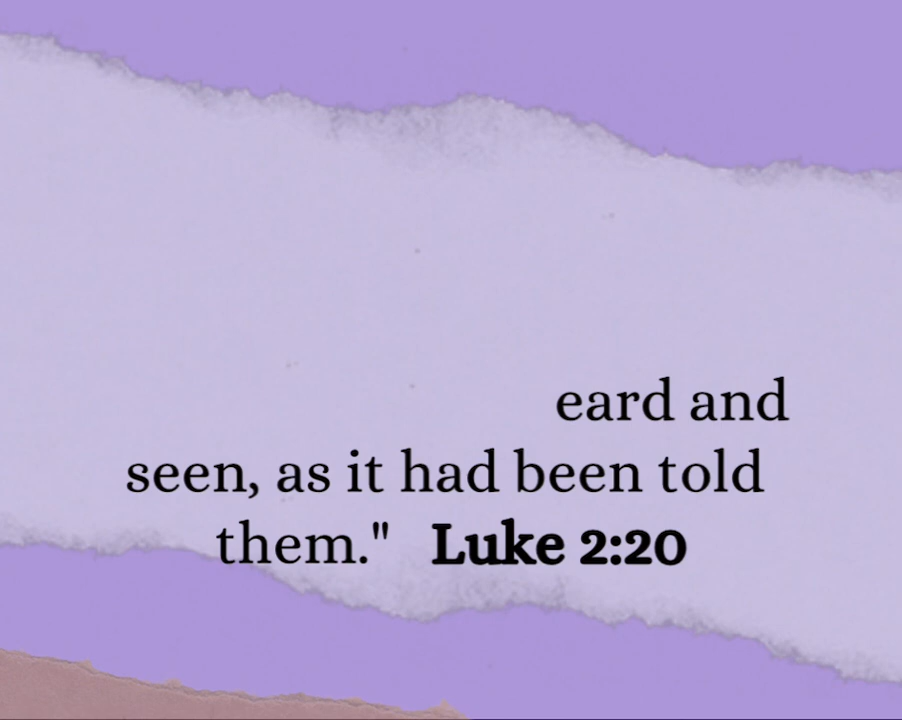 eard and
seen, as it had been told
them." Luke 2:20